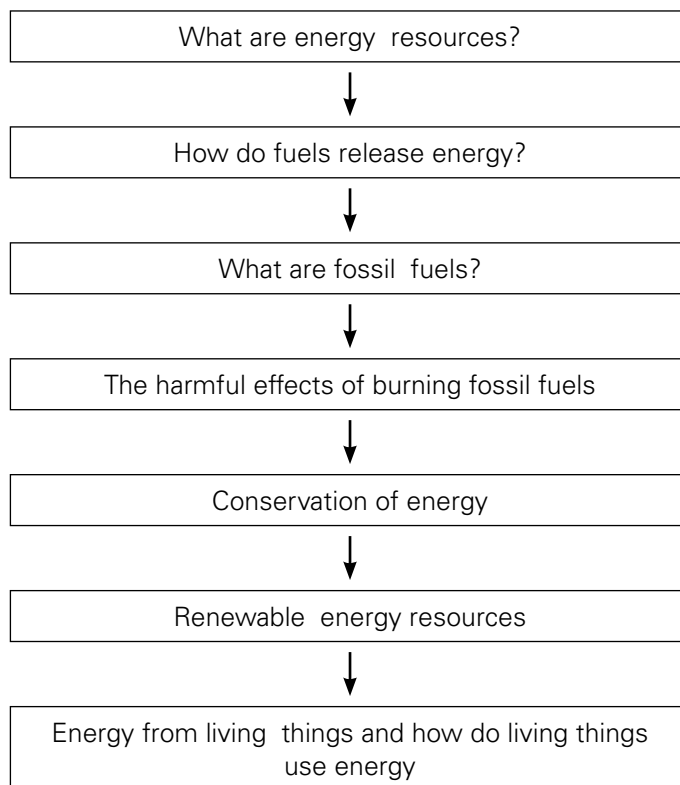 What are energy resources?
How do fuels release energy?
What are fossil fuels?
The harmful effects of burning fossil fuels
Conservation of energy
Renewable energy resources
Energy from living things and how do living things
use energy